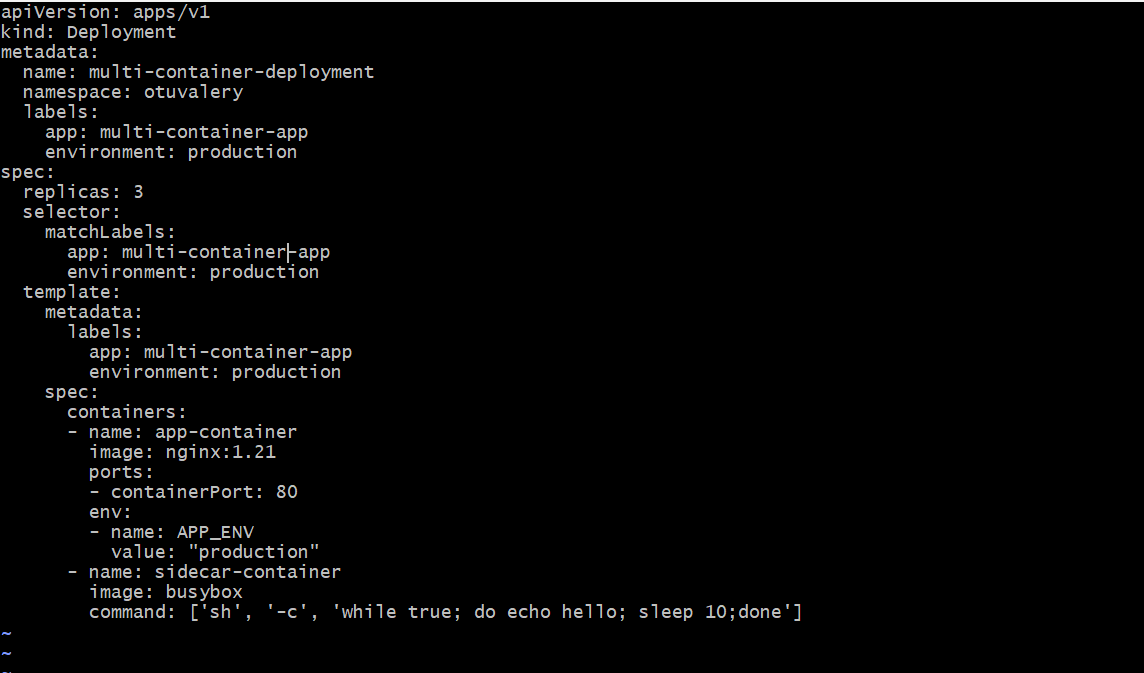 apiVersion: apps/v1
kind: Deployment
metadata:
  name: multi-container-deployment
  namespace: otuvalery
  labels:
    app: multi-container-app
    environment: production
spec:
  replicas: 3
  selector:
    matchLabels:
      app: multi-container-app
      environment: production
  template:
    metadata:
      labels:
        app: multi-container-app
        environment: production
    spec:
      containers:
      - name: app-container
        image: nginx:1.21
        ports:
        - containerPort: 80
        env:
        - name: APP_ENV
          value: "production"
      - name: sidecar-container
        image: busybox
        command: ['sh', '-c', 'while true; do echo hello; sleep 10;done']
~
~
~